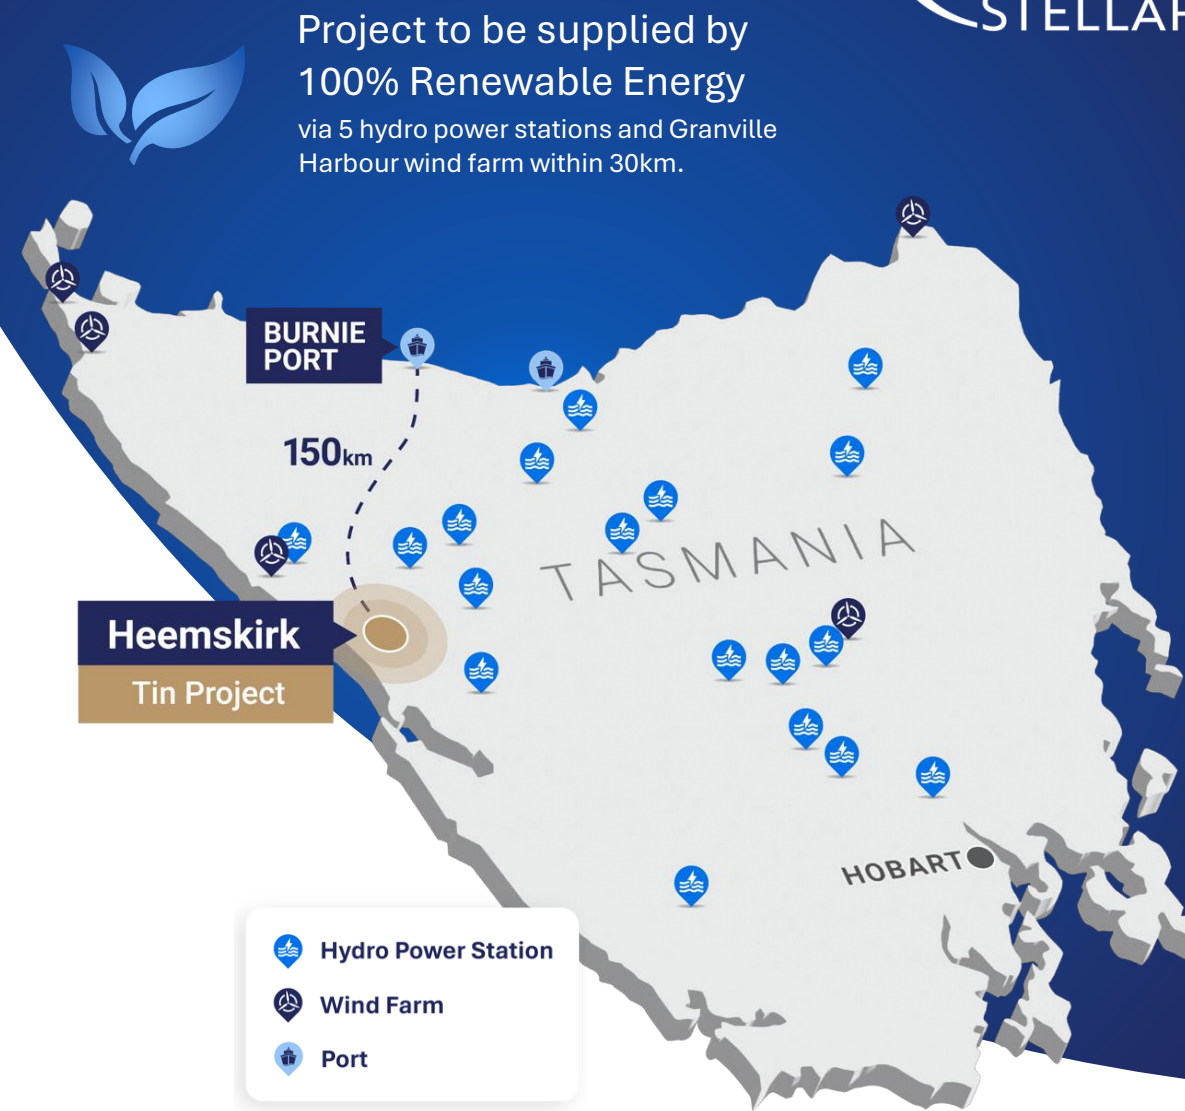 STELLAR
Project to be supplied by
100% Renewable Energy
via 5 hydro power stations and Granville
Harbour wind farm within 30km.
BURNIE
PORT
150km
TASMANIA
Heemskirk
Tin Project
HOBART
Hydro Power Station
Wind Farm
Port